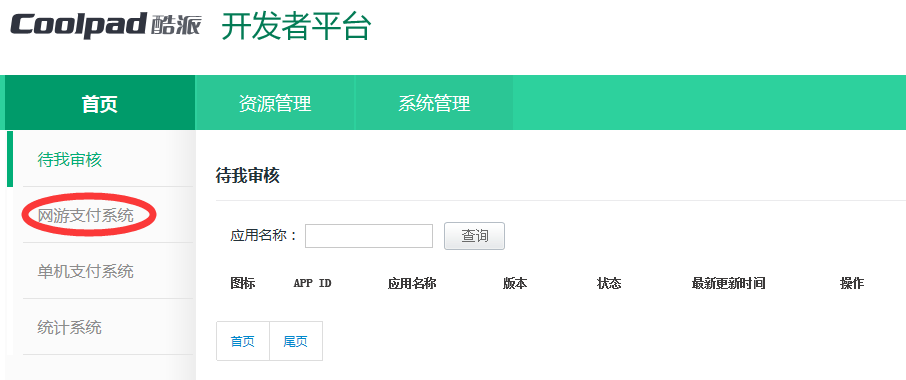 Coolpad 酷派 开发者平台
首页 资源管理 系统管理
待我审核
网游支付系统
单机支付系统
统计系统
待我审核
应用名称： 查询
图标 APP ID 应用名称 版本 状态 最新更新时间 操作
首页 尾页